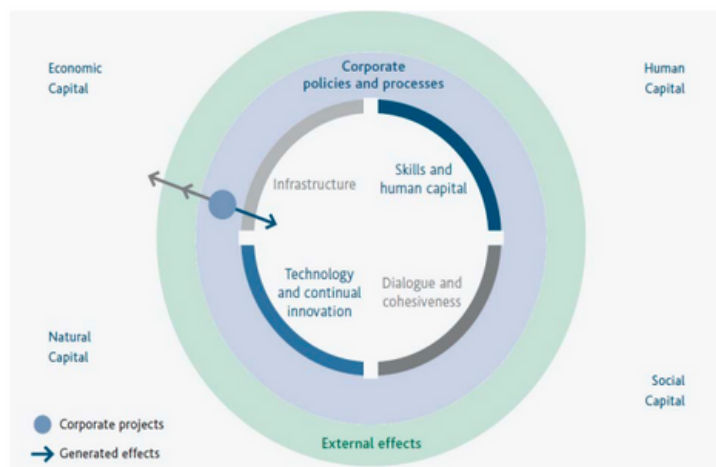 Economic
Capital
Corporate
policies and processes
Human
Capital
Infrastructure
Skills and
human capital
Technology
and continual
innovation
Dialogue and
cohesiveness
Natural
Capital
Social
Capital
Corporate projects
Generated effects
External effects